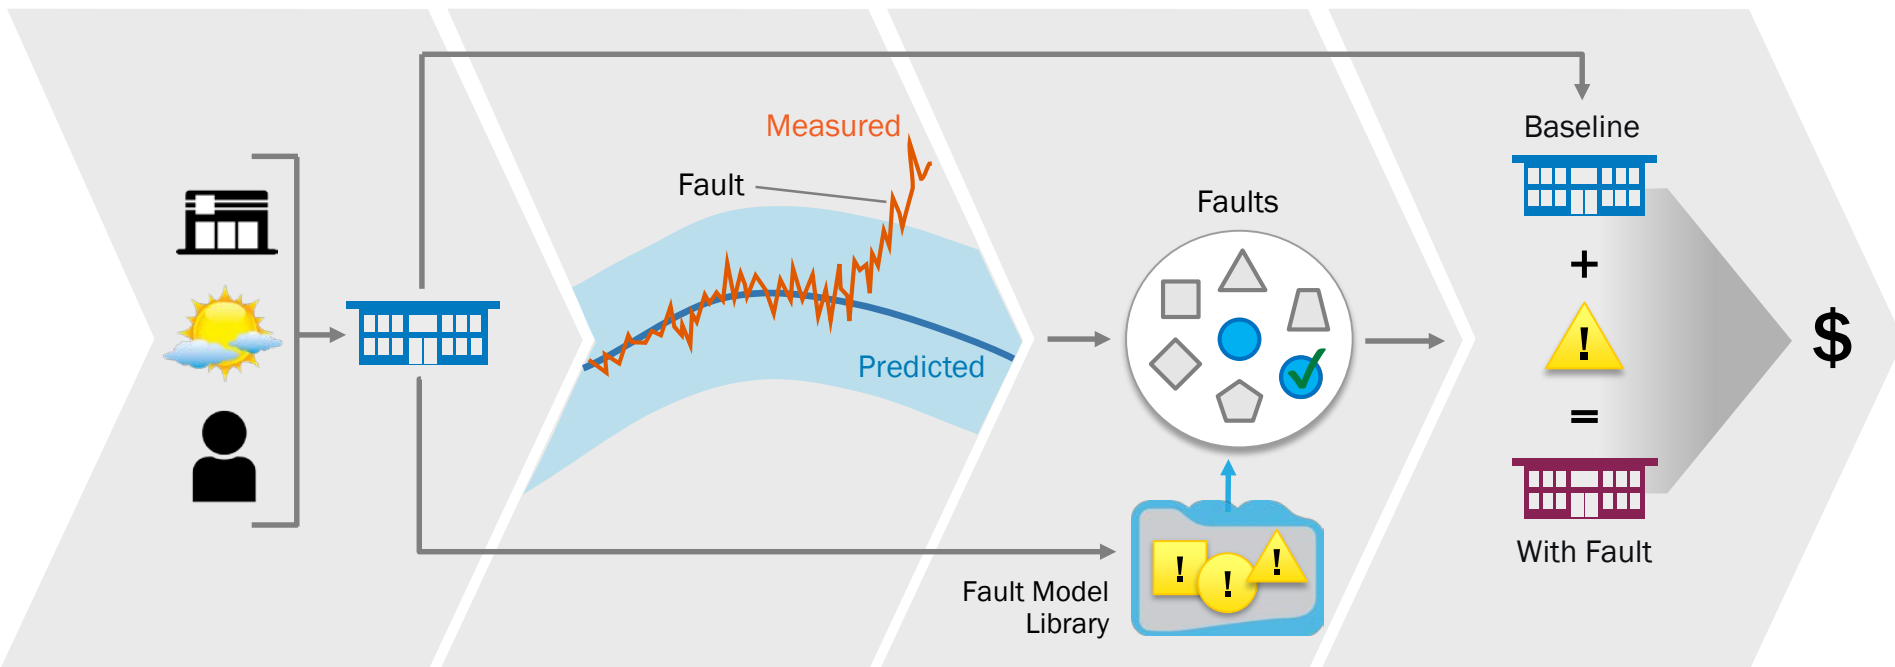 Measured
Fault
Predicted
Faults
!
!
!
Fault Model
Library
Baseline
+
!
=
With Fault
$